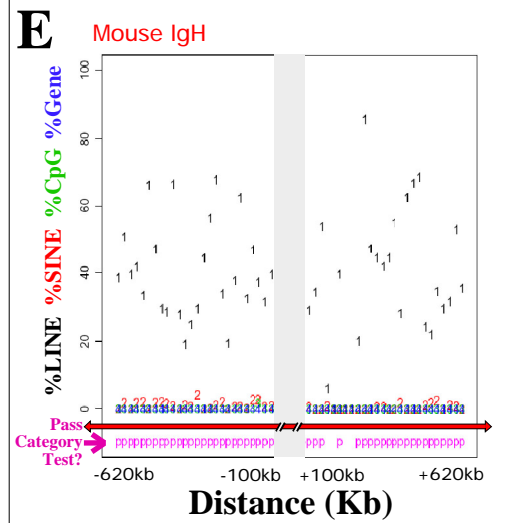 E
Mouse IgH
%LINE %SINE %CpG %Gene
100
80
60
40
20
0
Pass
Category
Test?
-620kb -100kb +100kb +620kb
Distance (Kb)